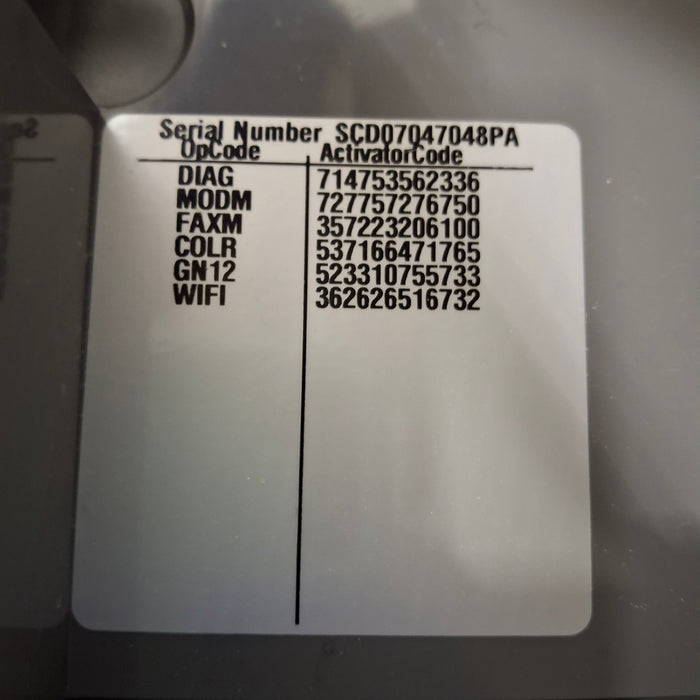 Serial Number SCD07047048PA
OpCode ActivatorCode
DIAG 714753562336
MODM 727757276750
FAXM 357223206100
COLR 537166471765
GN12 523310755733
WIFI 362626516732